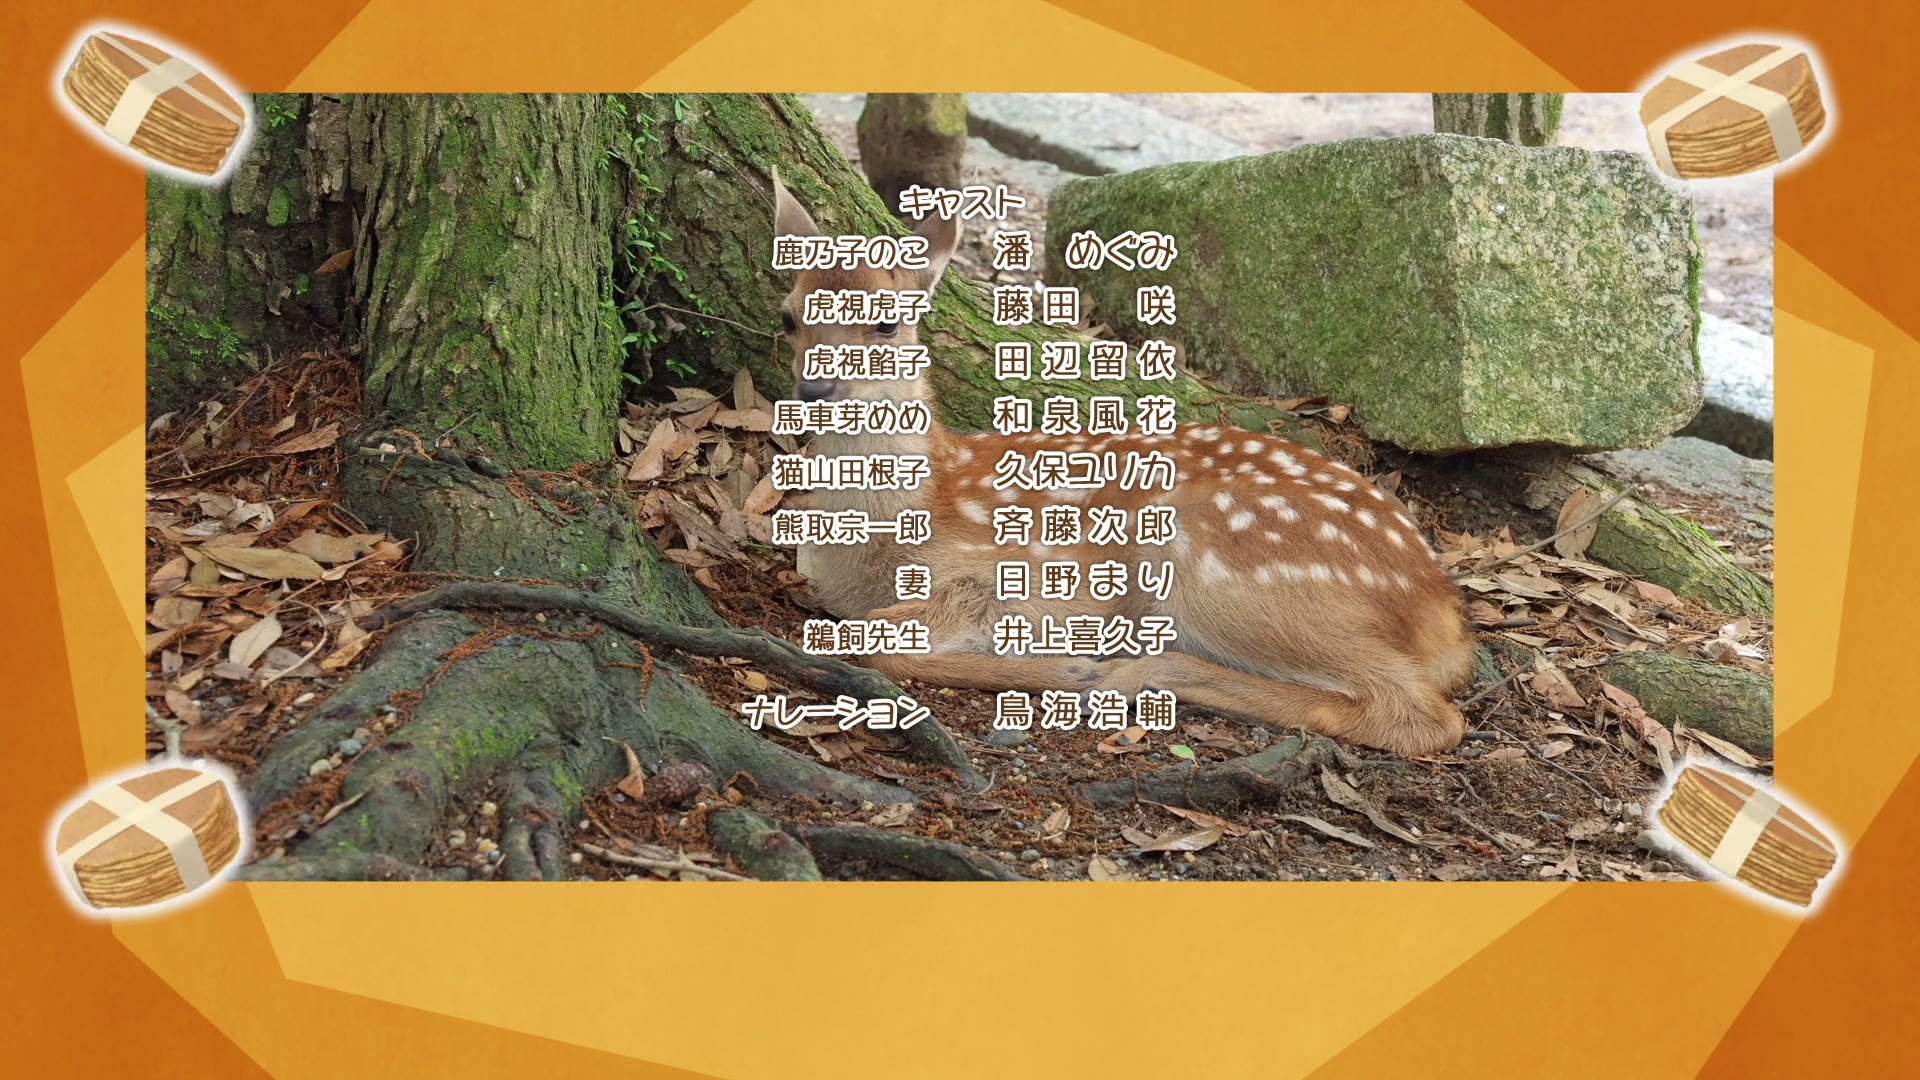 キャスト
鹿乃子のこ 潘 めぐみ
虎視虎子 藤田 咲
虎視餡子 田辺留依
馬車芽めめ 和泉風花
猫山田根子 久保ユリカ
熊取宗一郎 斉藤次郎
妻 日野まり
鵜飼先生 井上喜久子
ナレーション 鳥海浩輔